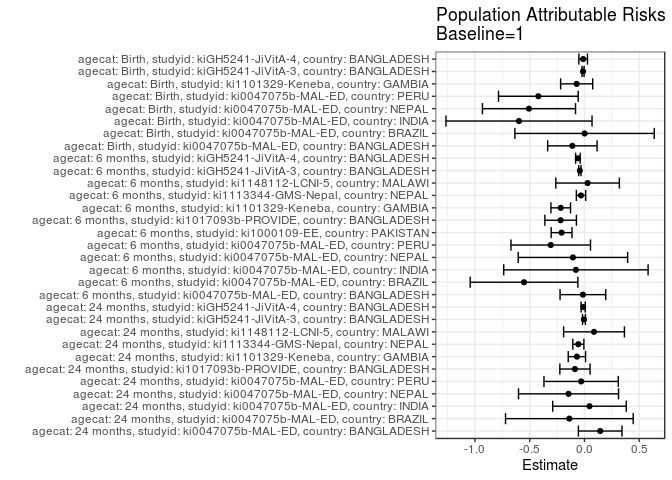 Population Attributable Risks
Baseline=1
agecat: Birth, studyid: kiGH5241-JiVitA-4, country: BANGLADESH
agecat: Birth, studyid: kiGH5241-JiVitA-3, country: BANGLADESH
agecat: Birth, studyid: ki1101329-Keneba, country: GAMBIA
agecat: Birth, studyid: ki0047075b-MAL-ED, country: PERU
agecat: Birth, studyid: ki0047075b-MAL-ED, country: NEPAL
agecat: Birth, studyid: ki0047075b-MAL-ED, country: INDIA
agecat: Birth, studyid: ki0047075b-MAL-ED, country: BRAZIL
agecat: Birth, studyid: ki0047075b-MAL-ED, country: BANGLADESH
agecat: 6 months, studyid: kiGH5241-JiVitA-4, country: BANGLADESH
agecat: 6 months, studyid: kiGH5241-JiVitA-3, country: BANGLADESH
agecat: 6 months, studyid: ki1148112-LCNI-5, country: MALAWI
agecat: 6 months, studyid: ki1113344-GMS-Nepal, country: NEPAL
agecat: 6 months, studyid: ki1101329-Keneba, country: GAMBIA
agecat: 6 months, studyid: ki1017093b-PROVIDE, country: BANGLADESH
agecat: 6 months, studyid: ki1000109-EE, country: PAKISTAN
agecat: 6 months, studyid: ki0047075b-MAL-ED, country: PERU
agecat: 6 months, studyid: ki0047075b-MAL-ED, country: NEPAL
agecat: 6 months, studyid: ki0047075b-MAL-ED, country: INDIA
agecat: 6 months, studyid: ki0047075b-MAL-ED, country: BRAZIL
agecat: 6 months, studyid: ki0047075b-MAL-ED, country: BANGLADESH
agecat: 24 months, studyid: kiGH5241-JiVitA-4, country: BANGLADESH
agecat: 24 months, studyid: kiGH5241-JiVitA-3, country: BANGLADESH
agecat: 24 months, studyid: ki1148112-LCNI-5, country: MALAWI
agecat: 24 months, studyid: ki1113344-GMS-Nepal, country: NEPAL
agecat: 24 months, studyid: ki1101329-Keneba, country: GAMBIA
agecat: 24 months, studyid: ki1017093b-PROVIDE, country: BANGLADESH
agecat: 24 months, studyid: ki0047075b-MAL-ED, country: PERU
agecat: 24 months, studyid: ki0047075b-MAL-ED, country: NEPAL
agecat: 24 months, studyid: ki0047075b-MAL-ED, country: INDIA
agecat: 24 months, studyid: ki0047075b-MAL-ED, country: BRAZIL
agecat: 24 months, studyid: ki0047075b-MAL-ED, country: BANGLADESH
-1.0 -0.5 0.0 0.5
Estimate